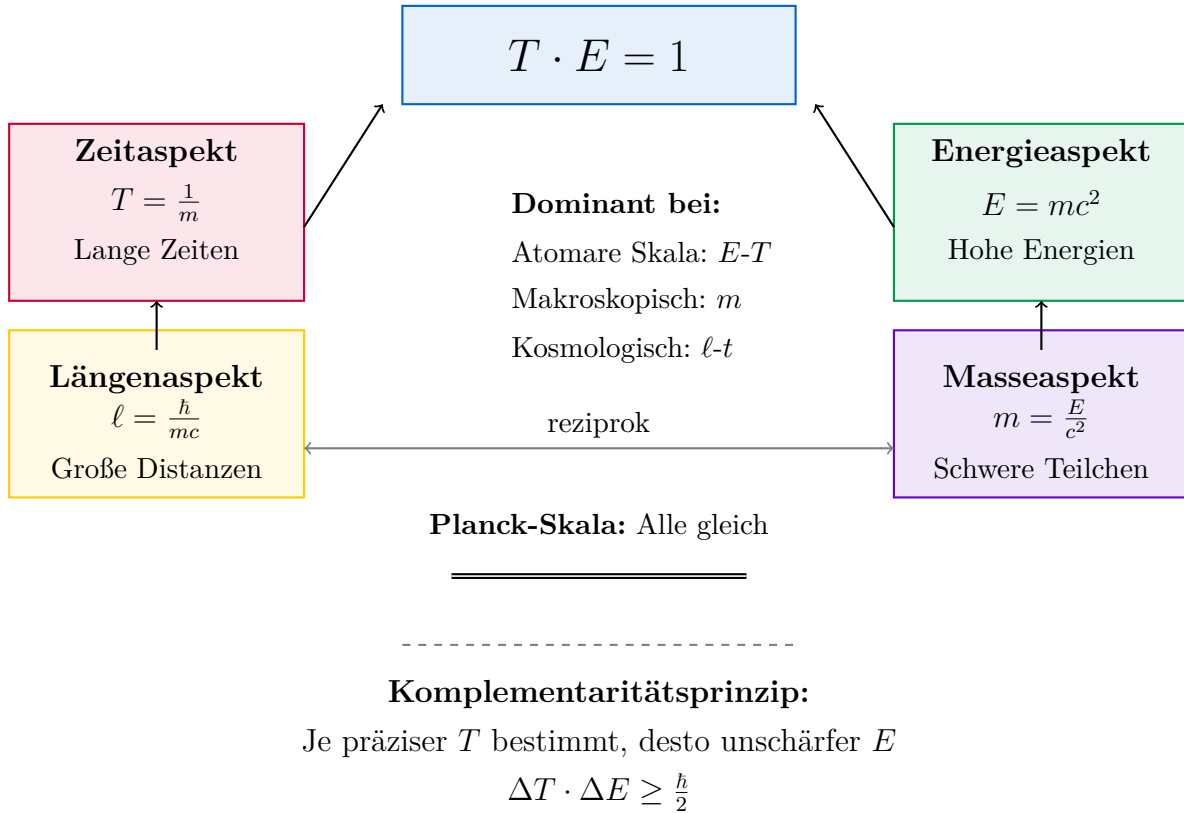 T · E = 1
Zeitaspekt
T = 1/m
Lange Zeiten
Energieaspekt
E = mc²
Hohe Energien
Dominant bei:
Atomare Skala: E-T
Makroskopisch: m
Kosmologisch: ℓ-t
Längenaspekt
ℓ = ħ/mc
Große Distanzen
Masseaspekt
m = E/c²
Schwere Teilchen
reziprok
Planck-Skala: Alle gleich
Komplementaritätsprinzip:
Je präziser T bestimmt, desto unschärfer E
ΔT · ΔE ≥ ħ/2